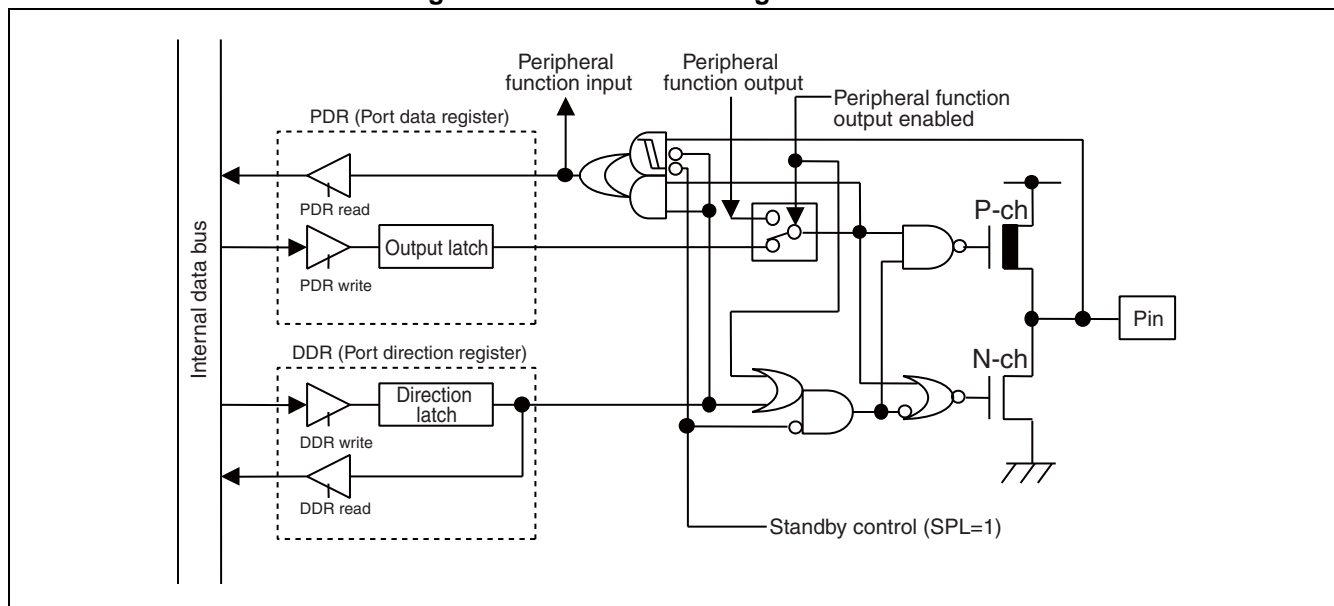 Peripheral
function input
Peripheral
function output
Peripheral function
output enabled
PDR (Port data register)
PDR read
Output latch
PDR write
P-ch
Internal data bus
Pin
DDR (Port direction register)
N-ch
Direction
latch
DDR write
DDR read
Standby control (SPL=1)